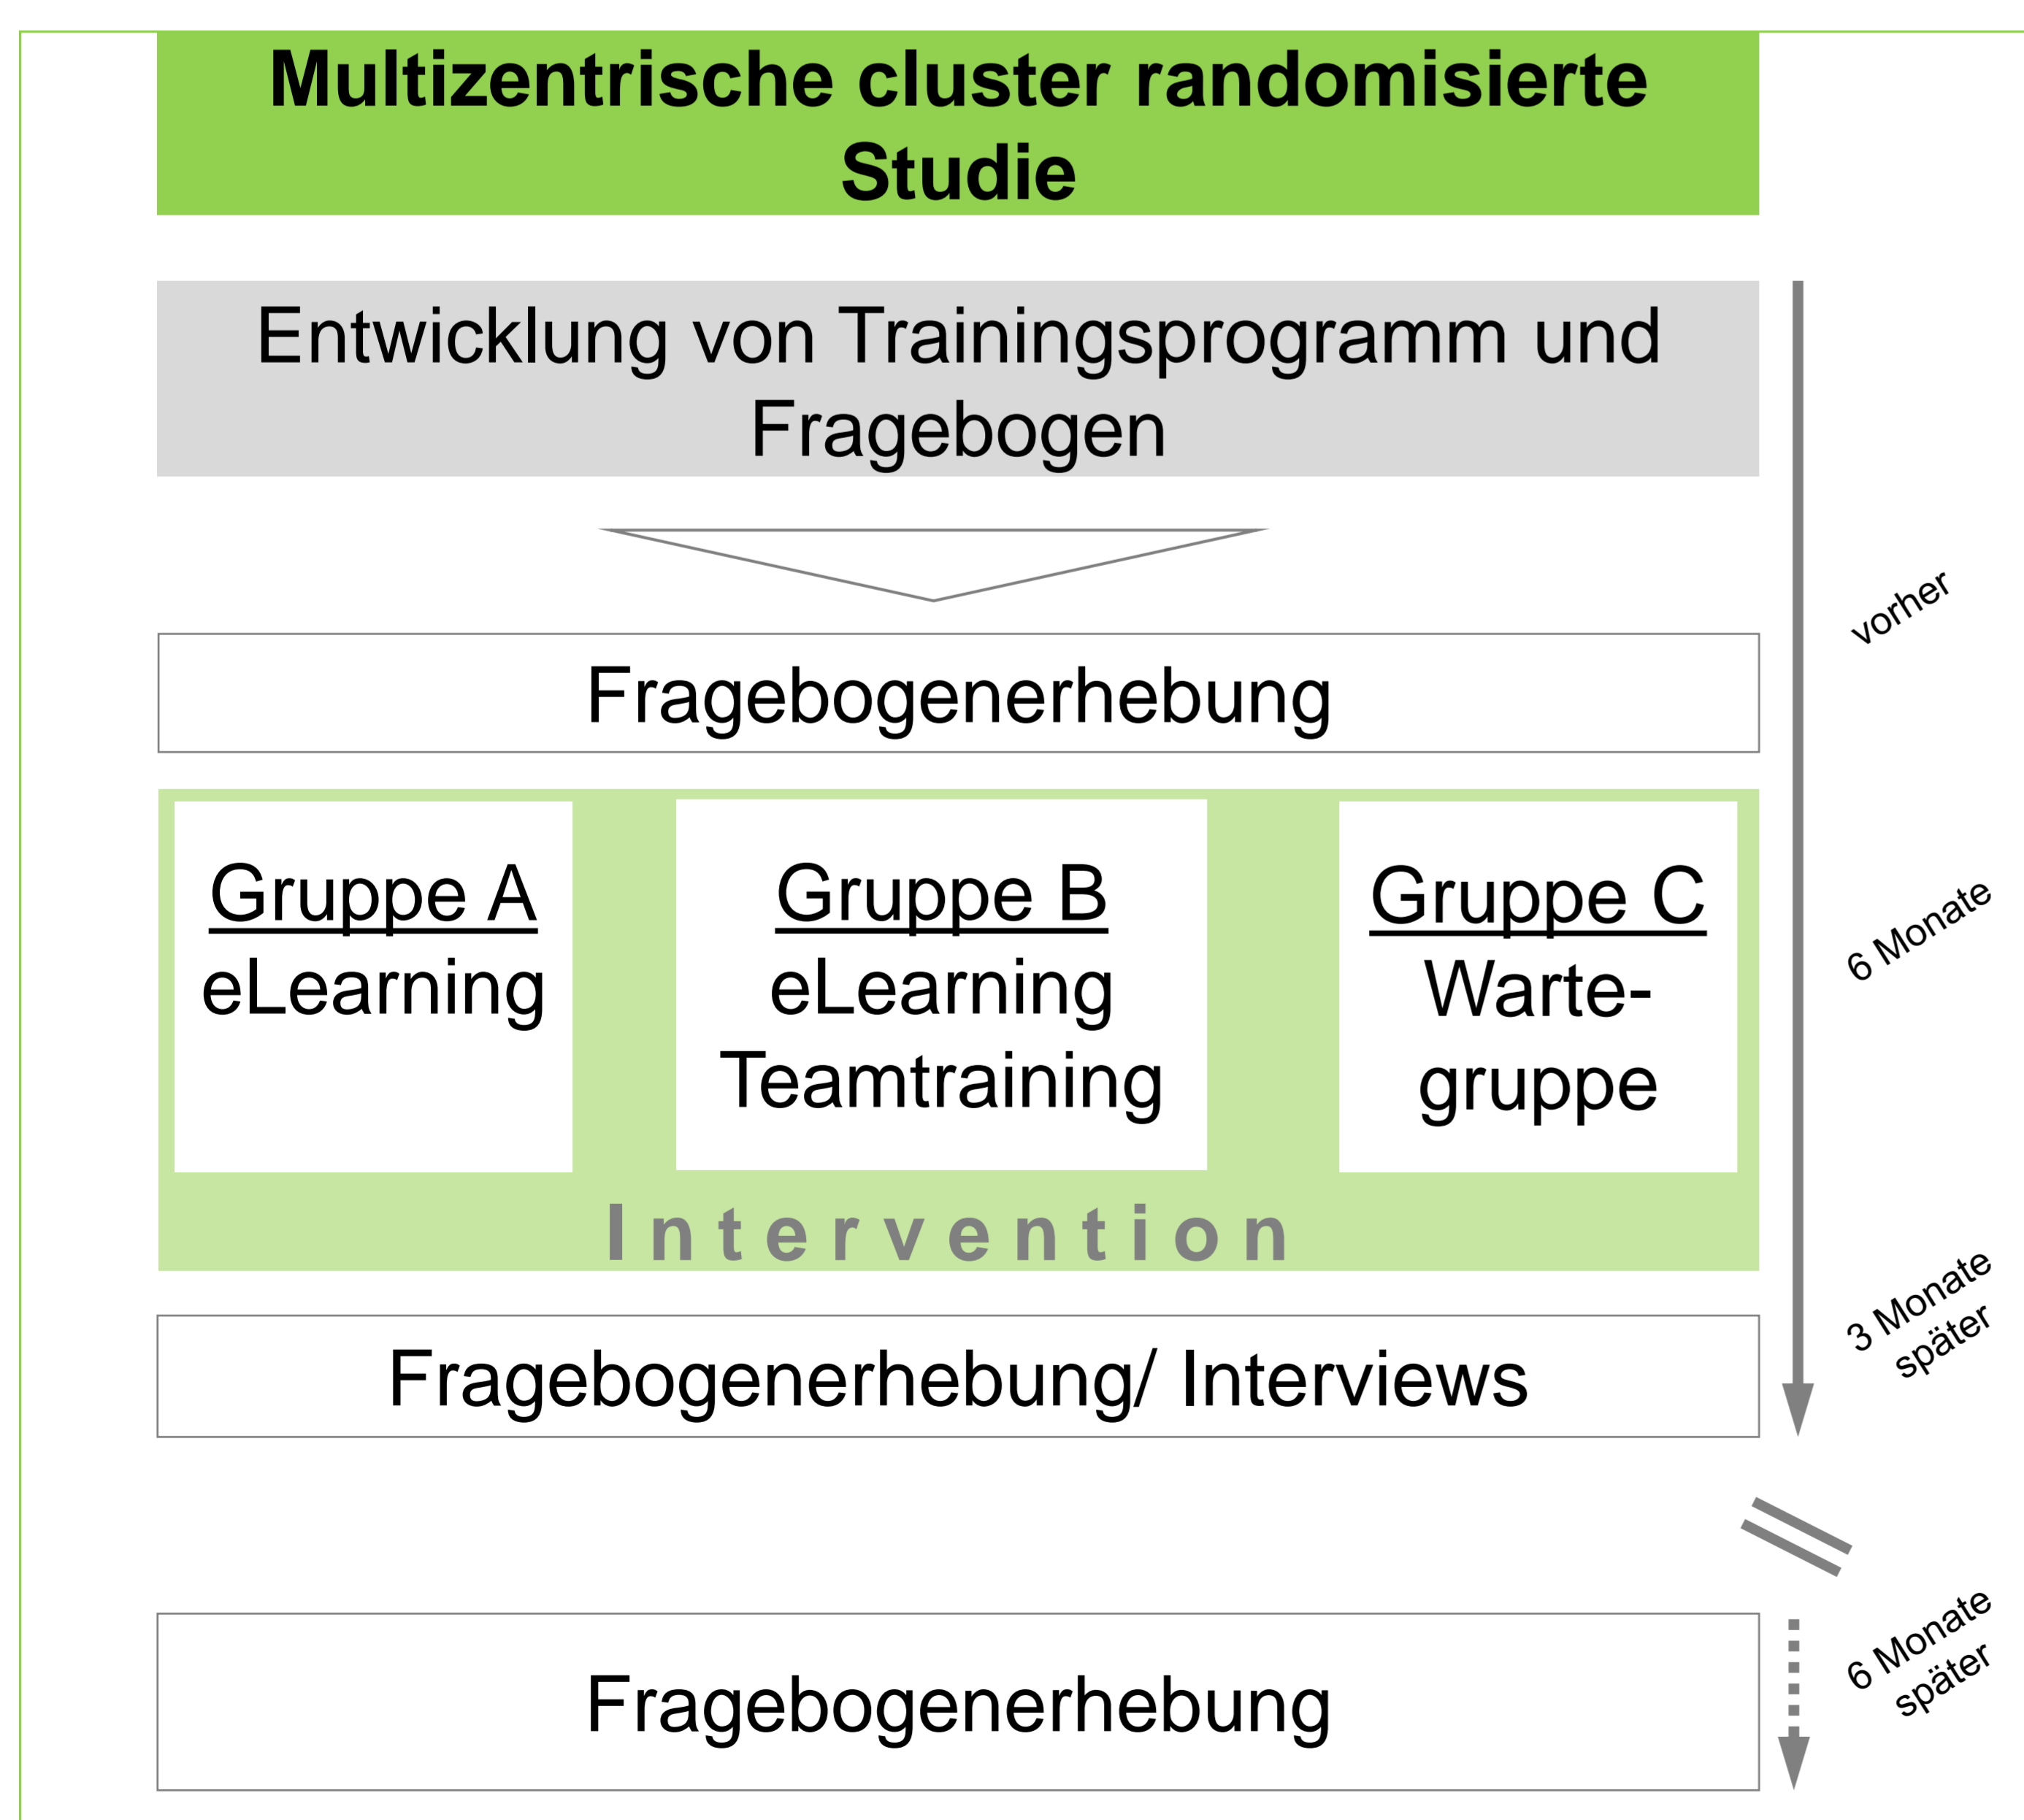 Multizentrische cluster randomisierte
Studie
Entwicklung von Trainingsprogramm und
Fragebogen
vorher
Fragebogenerhebung
Gruppe A
eLearning
Gruppe B
eLearning
Teamtraining
Gruppe C
Warte-
gruppe
6 Monate
Intervention
3 Monate
später
Fragebogenerhebung/ Interviews
6 Monate
später
Fragebogenerhebung